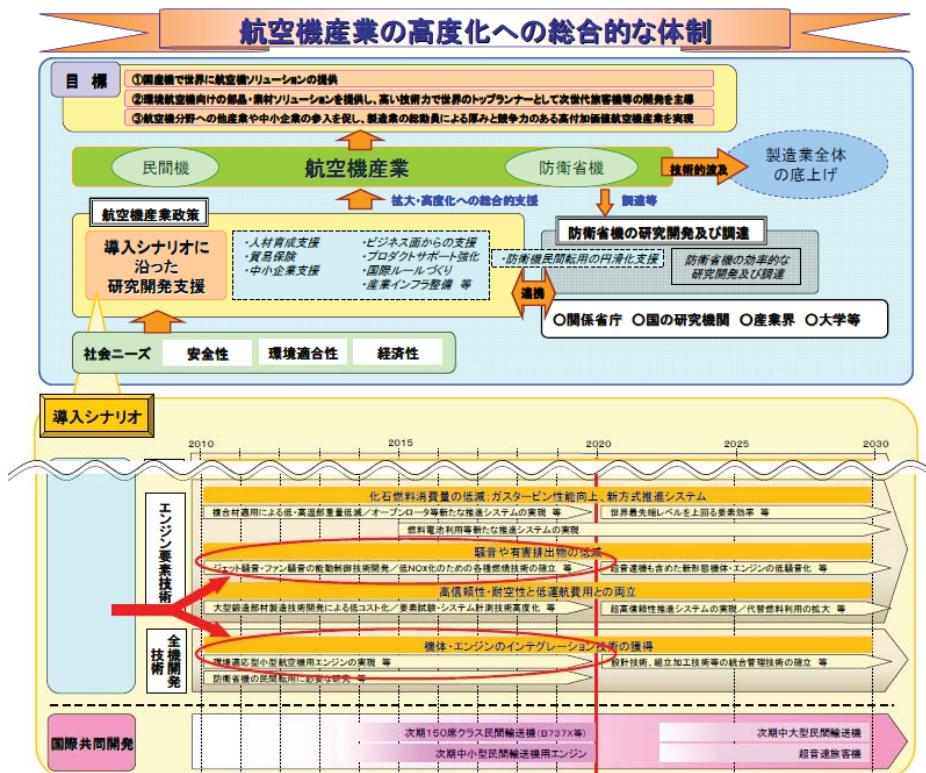 航空機産業の高度化への総合的な体制
目 標
①国産機で世界に航空機ソリューションの提供
②環境航空機向けの部品・素材ソリューションを提供し、高い技術力で世界のトップランナーとして次世代旅客機等の開発を主導
③航空機分野への他産業や中小企業の参入を促し、製造業の総動員による厚みと競争力のある高付加価値航空機産業を実現
民間機
航空機産業
防衛省機
技術的波及
製造業全体
の底上げ
拡大・高度化への総合的支援
調達等
航空機産業政策
導入シナリオに
沿った
研究開発支援
・人材育成支援
・貿易保険
・中小企業支援
・ビジネス面からの支援
・プロダクトサポート強化
・国際ルールづくり
・産業インフラ整備 等
防衛省機の研究開発及び調達
・防衛機民間転用の円滑化支援
防衛省機の効率的な
研究開発及び調達
連携
○関係省庁 ○国の研究機関 ○産業界 ○大学等
社会ニーズ
安全性
環境適合性
経済性
導入シナリオ
2010
2015
2020
2025
2030
エンジン要素技術
化石燃料消費量の低減:ガスタービン性能向上、新方式推進システム
複合材適用による低・高温部重量低減/オープンロータ等新たな推進システムの実現 等
世界最先端レベルを上回る要素効率 等
燃料電池利用等新たな推進システムの実現
騒音や有害排出物の低減
ジェット騒音・ファン騒音の能動制御技術開発/低NOx化のための各種燃焼技術の確立 等
超音速機も含めた新形態機体・エンジンの低騒音化 等
高信頼性・耐空性と低運航費用との両立
大型鍛造部材製造技術開発による低コスト化/要素試験・システム計測技術高度化 等
超高信頼性推進システムの実現/代替燃料利用の拡大 等
全機開発技術
機体・エンジンのインテグレーション技術の獲得
環境適応型小型航空機用エンジンの実現 等
設計技術、組立加工技術等の統合管理技術の確立 等
防衛省機の民間転用に必要な研究 等
国際共同開発
次期150席クラス民間輸送機(B737X等)
次期中大型民間輸送機
次期中小型民間輸送機用エンジン
超音速旅客機
2010
2011
2012
2013
2014
2015
2016
2017
2018
2019
2020
2025
2030